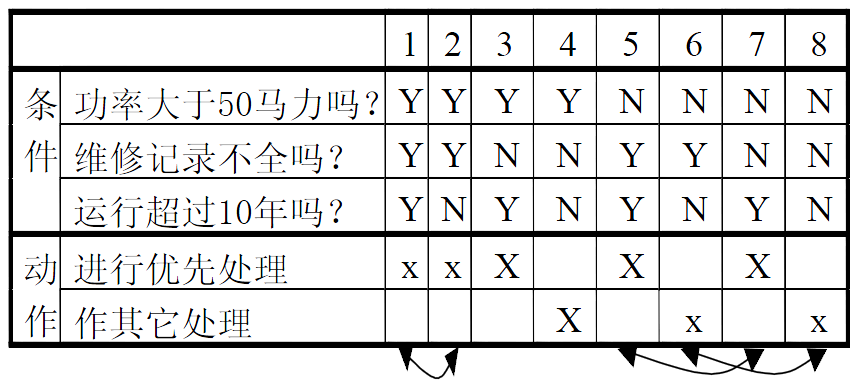 1 2 3 4 5 6 7 8
条件 功率大于50马力吗? Y Y Y Y N N N N
维修记录不全吗? Y Y N N Y Y N N
运行超过10年吗? Y N Y N Y N Y N
动作 进行优先处理 x x X X X
作其它处理 X x x